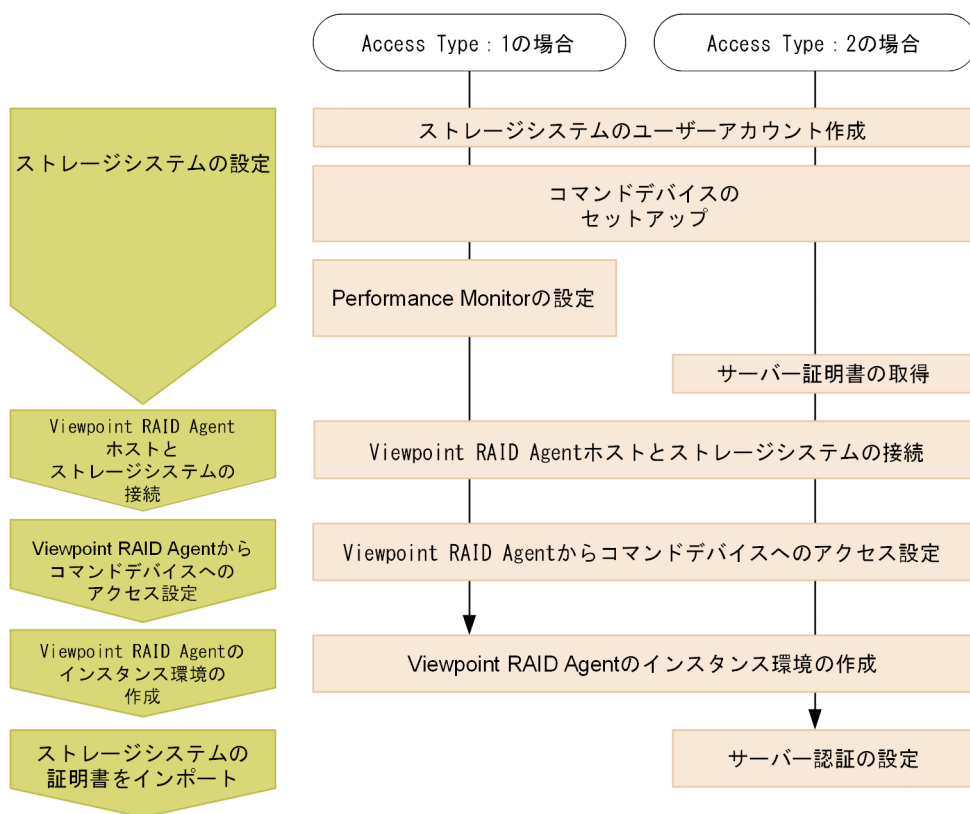 Access Type：1の場合
Access Type：2の場合
ストレージシステムの設定
ストレージシステムのユーザーアカウント作成
コマンドデバイスの
セットアップ
Performance Monitorの設定
サーバー証明書の取得
Viewpoint RAID Agent
ホストと
ストレージシステムの
接続
Viewpoint RAID Agentホストとストレージシステムの接続
Viewpoint RAID Agentから
コマンドデバイスへの
アクセス設定
Viewpoint RAID Agentからコマンドデバイスへのアクセス設定
Viewpoint RAID Agentの
インスタンス環境の
作成
Viewpoint RAID Agentのインスタンス環境の作成
ストレージシステムの
証明書をインポート
サーバー認証の設定